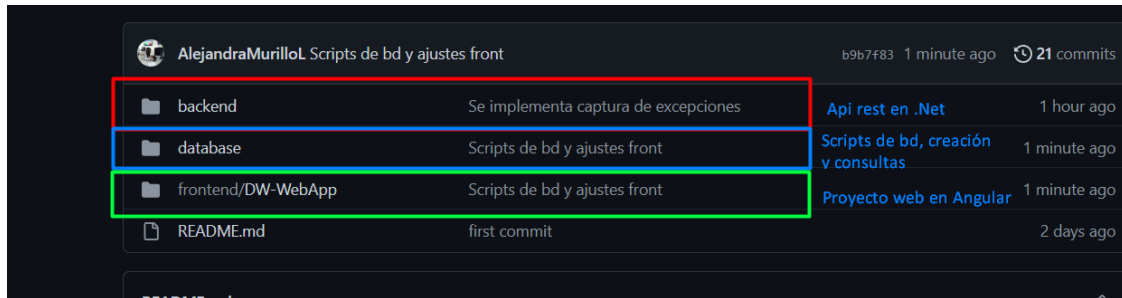 AlejandraMurilloL Scripts de bd y ajustes front b9b7f83 1 minute ago 21 commits
backend Se implementa captura de excepciones Api rest en .Net 1 hour ago
database Scripts de bd y ajustes front Scripts de bd, creación 1 minute ago
y consultas
frontend/DW-WebApp Scripts de bd y ajustes front Proyecto web en Angular 1 minute ago
README.md first commit 2 days ago